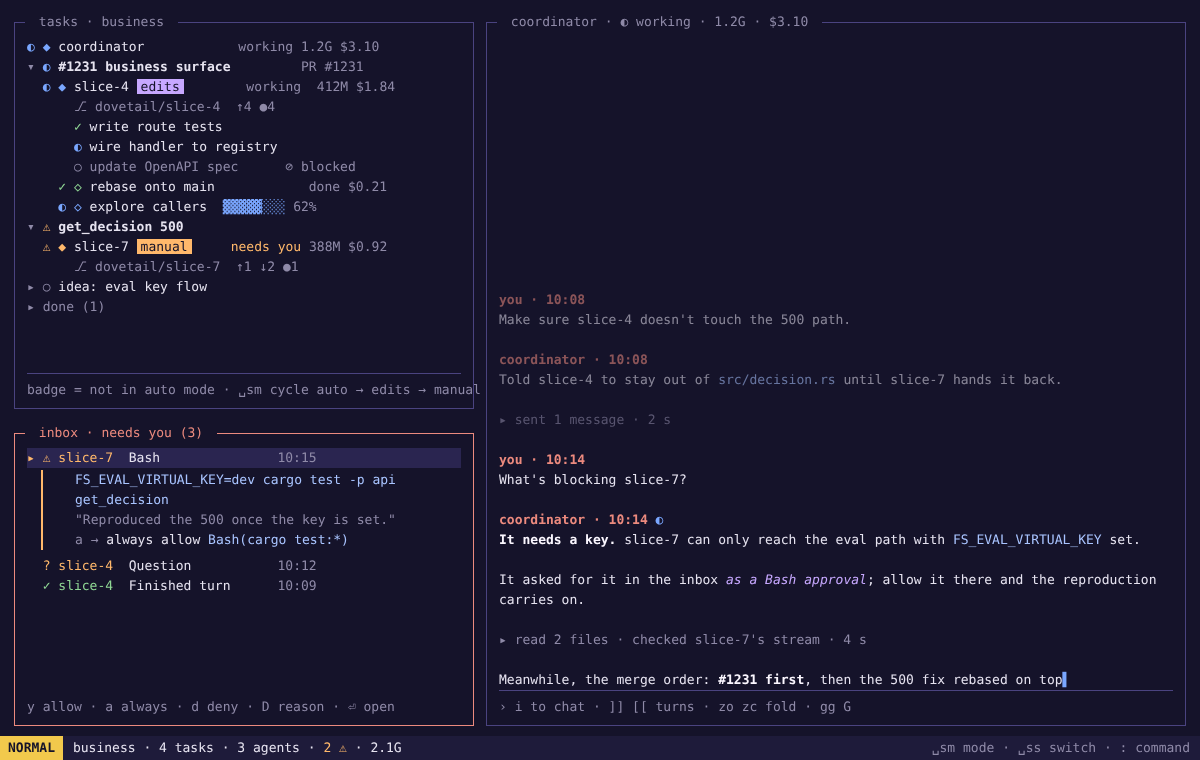 tasks · business
◐ ◆ coordinator working 1.2G $3.10
▾ ◐ #1231 business surface PR #1231
◐ ◆ slice-4 edits working 412M $1.84
⎇ dovetail/slice-4 ↑4 ●4
✓ write route tests
◐ wire handler to registry
○ update OpenAPI spec ⊘ blocked
✓ ◇ rebase onto main done $0.21
◐ ◇ explore callers ▓▓▓▓▓░░░ 62%
▾ ⚠ get_decision 500
⚠ ◆ slice-7 manual needs you 388M $0.92
⎇ dovetail/slice-7 ↑1 ↓2 ●1
▸ ○ idea: eval key flow
▸ done (1)
badge = not in auto mode · ␣sm cycle auto → edits → manual
inbox · needs you (3)
▸ ⚠ slice-7 Bash 10:15
FS_EVAL_VIRTUAL_KEY=dev cargo test -p api
get_decision
"Reproduced the 500 once the key is set."
a → always allow Bash(cargo test:*)
? slice-4 Question 10:12
✓ slice-4 Finished turn 10:09
y allow · a always · d deny · D reason · ⏎ open
coordinator · ◐ working · 1.2G · $3.10
you · 10:08
Make sure slice-4 doesn't touch the 500 path.
coordinator · 10:08
Told slice-4 to stay out of src/decision.rs until slice-7 hands it back.
▸ sent 1 message · 2 s
you · 10:14
What's blocking slice-7?
coordinator · 10:14 ◐
It needs a key. slice-7 can only reach the eval path with FS_EVAL_VIRTUAL_KEY set.
It asked for it in the inbox as a Bash approval; allow it there and the reproduction
carries on.
▸ read 2 files · checked slice-7's stream · 4 s
Meanwhile, the merge order: #1231 first, then the 500 fix rebased on top
› i to chat · ]] [[ turns · zo zc fold · gg G
NORMAL business · 4 tasks · 3 agents · 2 ⚠ · 2.1G
␣sm mode · ␣ss switch · : command